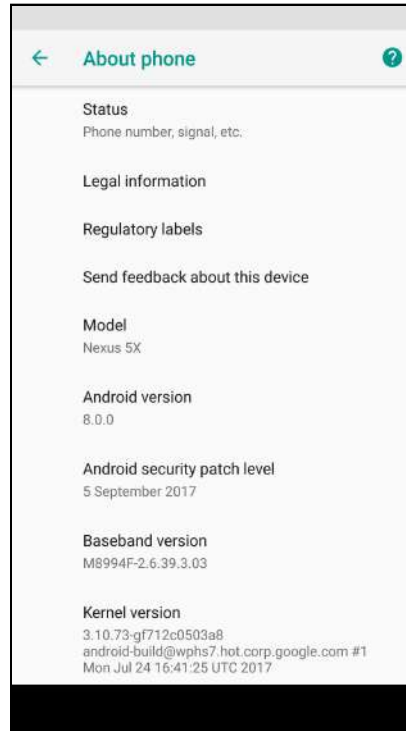 About phone
Status
Phone number, signal, etc.
Legal information
Regulatory labels
Send feedback about this device
Model
Nexus 5X
Android version
8.0.0
Android security patch level
5 September 2017
Baseband version
M8994F-2.6.39.3.03
Kernel version
3.10.73-gf712c0503a8
android-build@wphs7.hot.corp.google.com #1
Mon Jul 24 16:41:25 UTC 2017